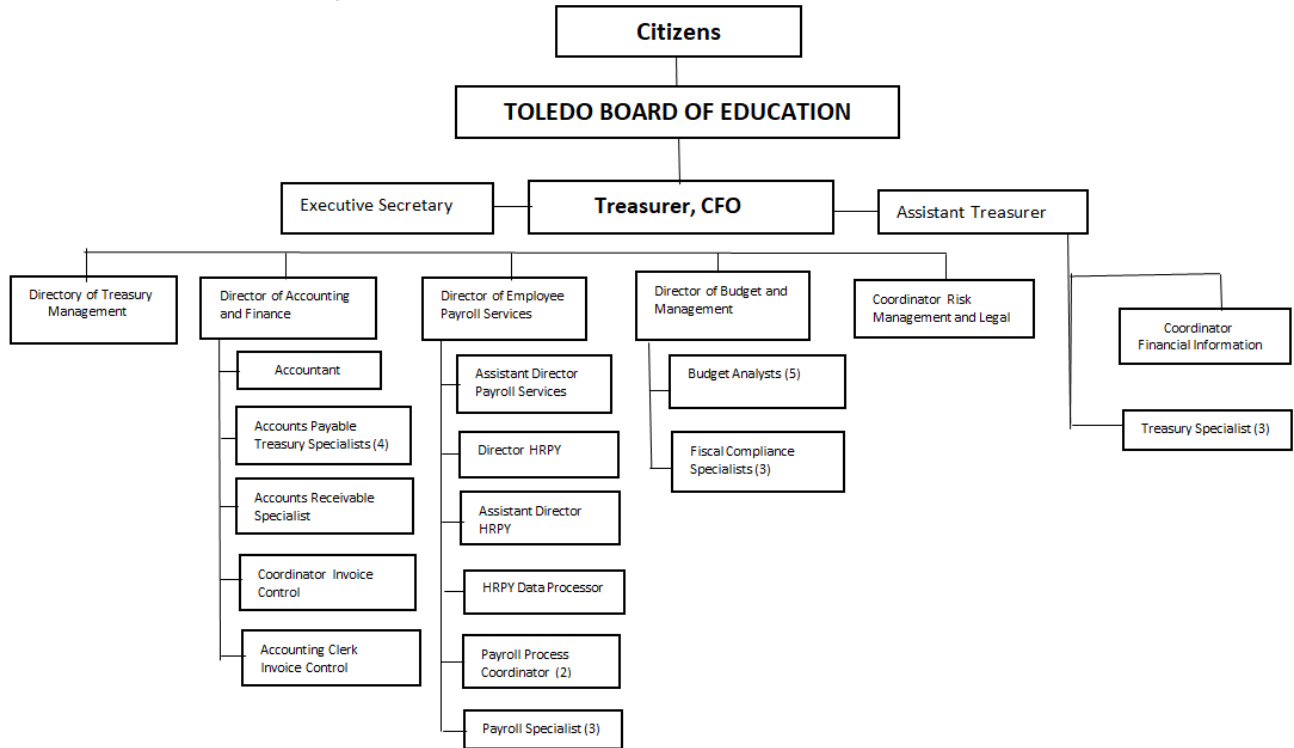 Citizens
TOLEDO BOARD OF EDUCATION
Executive Secretary
Treasurer, CFO
Assistant Treasurer
Directory of Treasury
Management
Director of Accounting
and Finance
Director of Employee
Payroll Services
Director of Budget and
Management
Coordinator Risk
Management and Legal
Coordinator
Financial Information
Accountant
Accounts Payable
Treasury Specialists (4)
Accounts Receivable
Specialist
Coordinator Invoice
Control
Accounting Clerk
Invoice Control
Assistant Director
Payroll Services
Director HRPY
Assistant Director
HRPY
HRPY Data Processor
Payroll Process
Coordinator (2)
Payroll Specialist (3)
Budget Analysts (5)
Fiscal Compliance
Specialists (3)
Treasury Specialist (3)